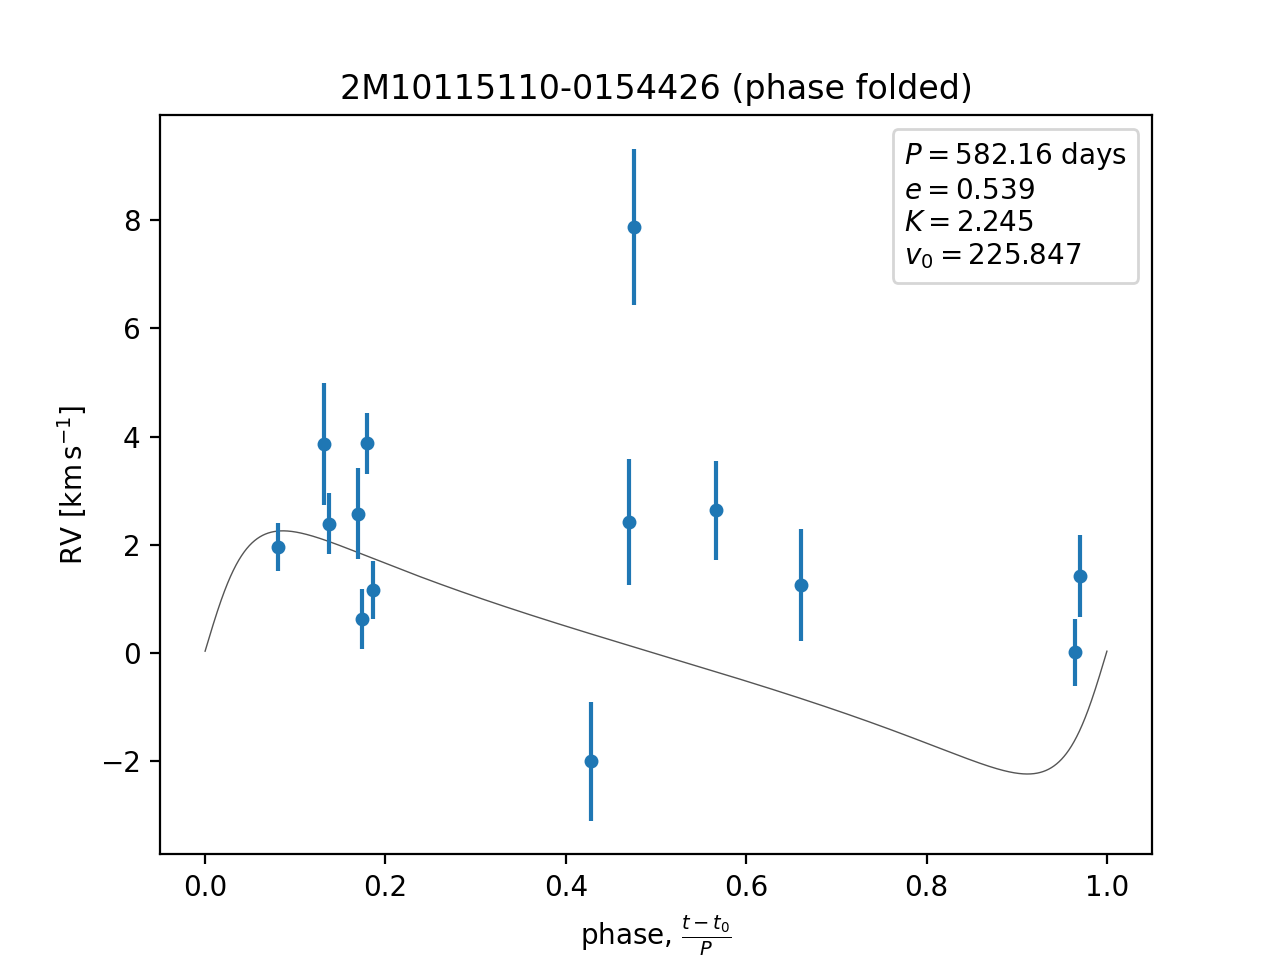 2M10115110-0154426 (phase folded)
P = 582.16 days
e = 0.539
K = 2.245
v₀ = 225.847
8
6
4
2
0
−2
RV [km s⁻¹]
0.0 0.2 0.4 0.6 0.8 1.0
phase, (t − t₀)/P